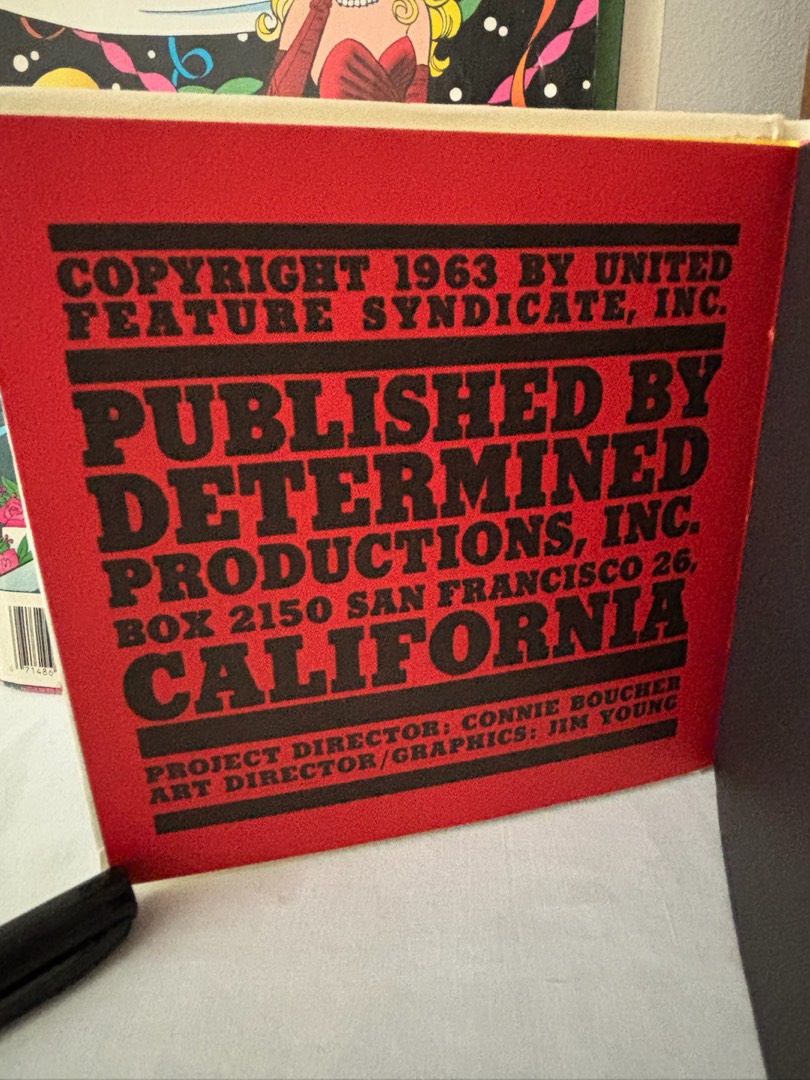 COPYRIGHT 1963 BY UNITED
FEATURE SYNDICATE, INC.
PUBLISHED BY
DETERMINED
PRODUCTIONS, INC.
BOX 2150 SAN FRANCISCO 26,
CALIFORNIA
PROJECT DIRECTOR: CONNIE BOUCHER
ART DIRECTOR/GRAPHICS: JIM YOUNG
71486